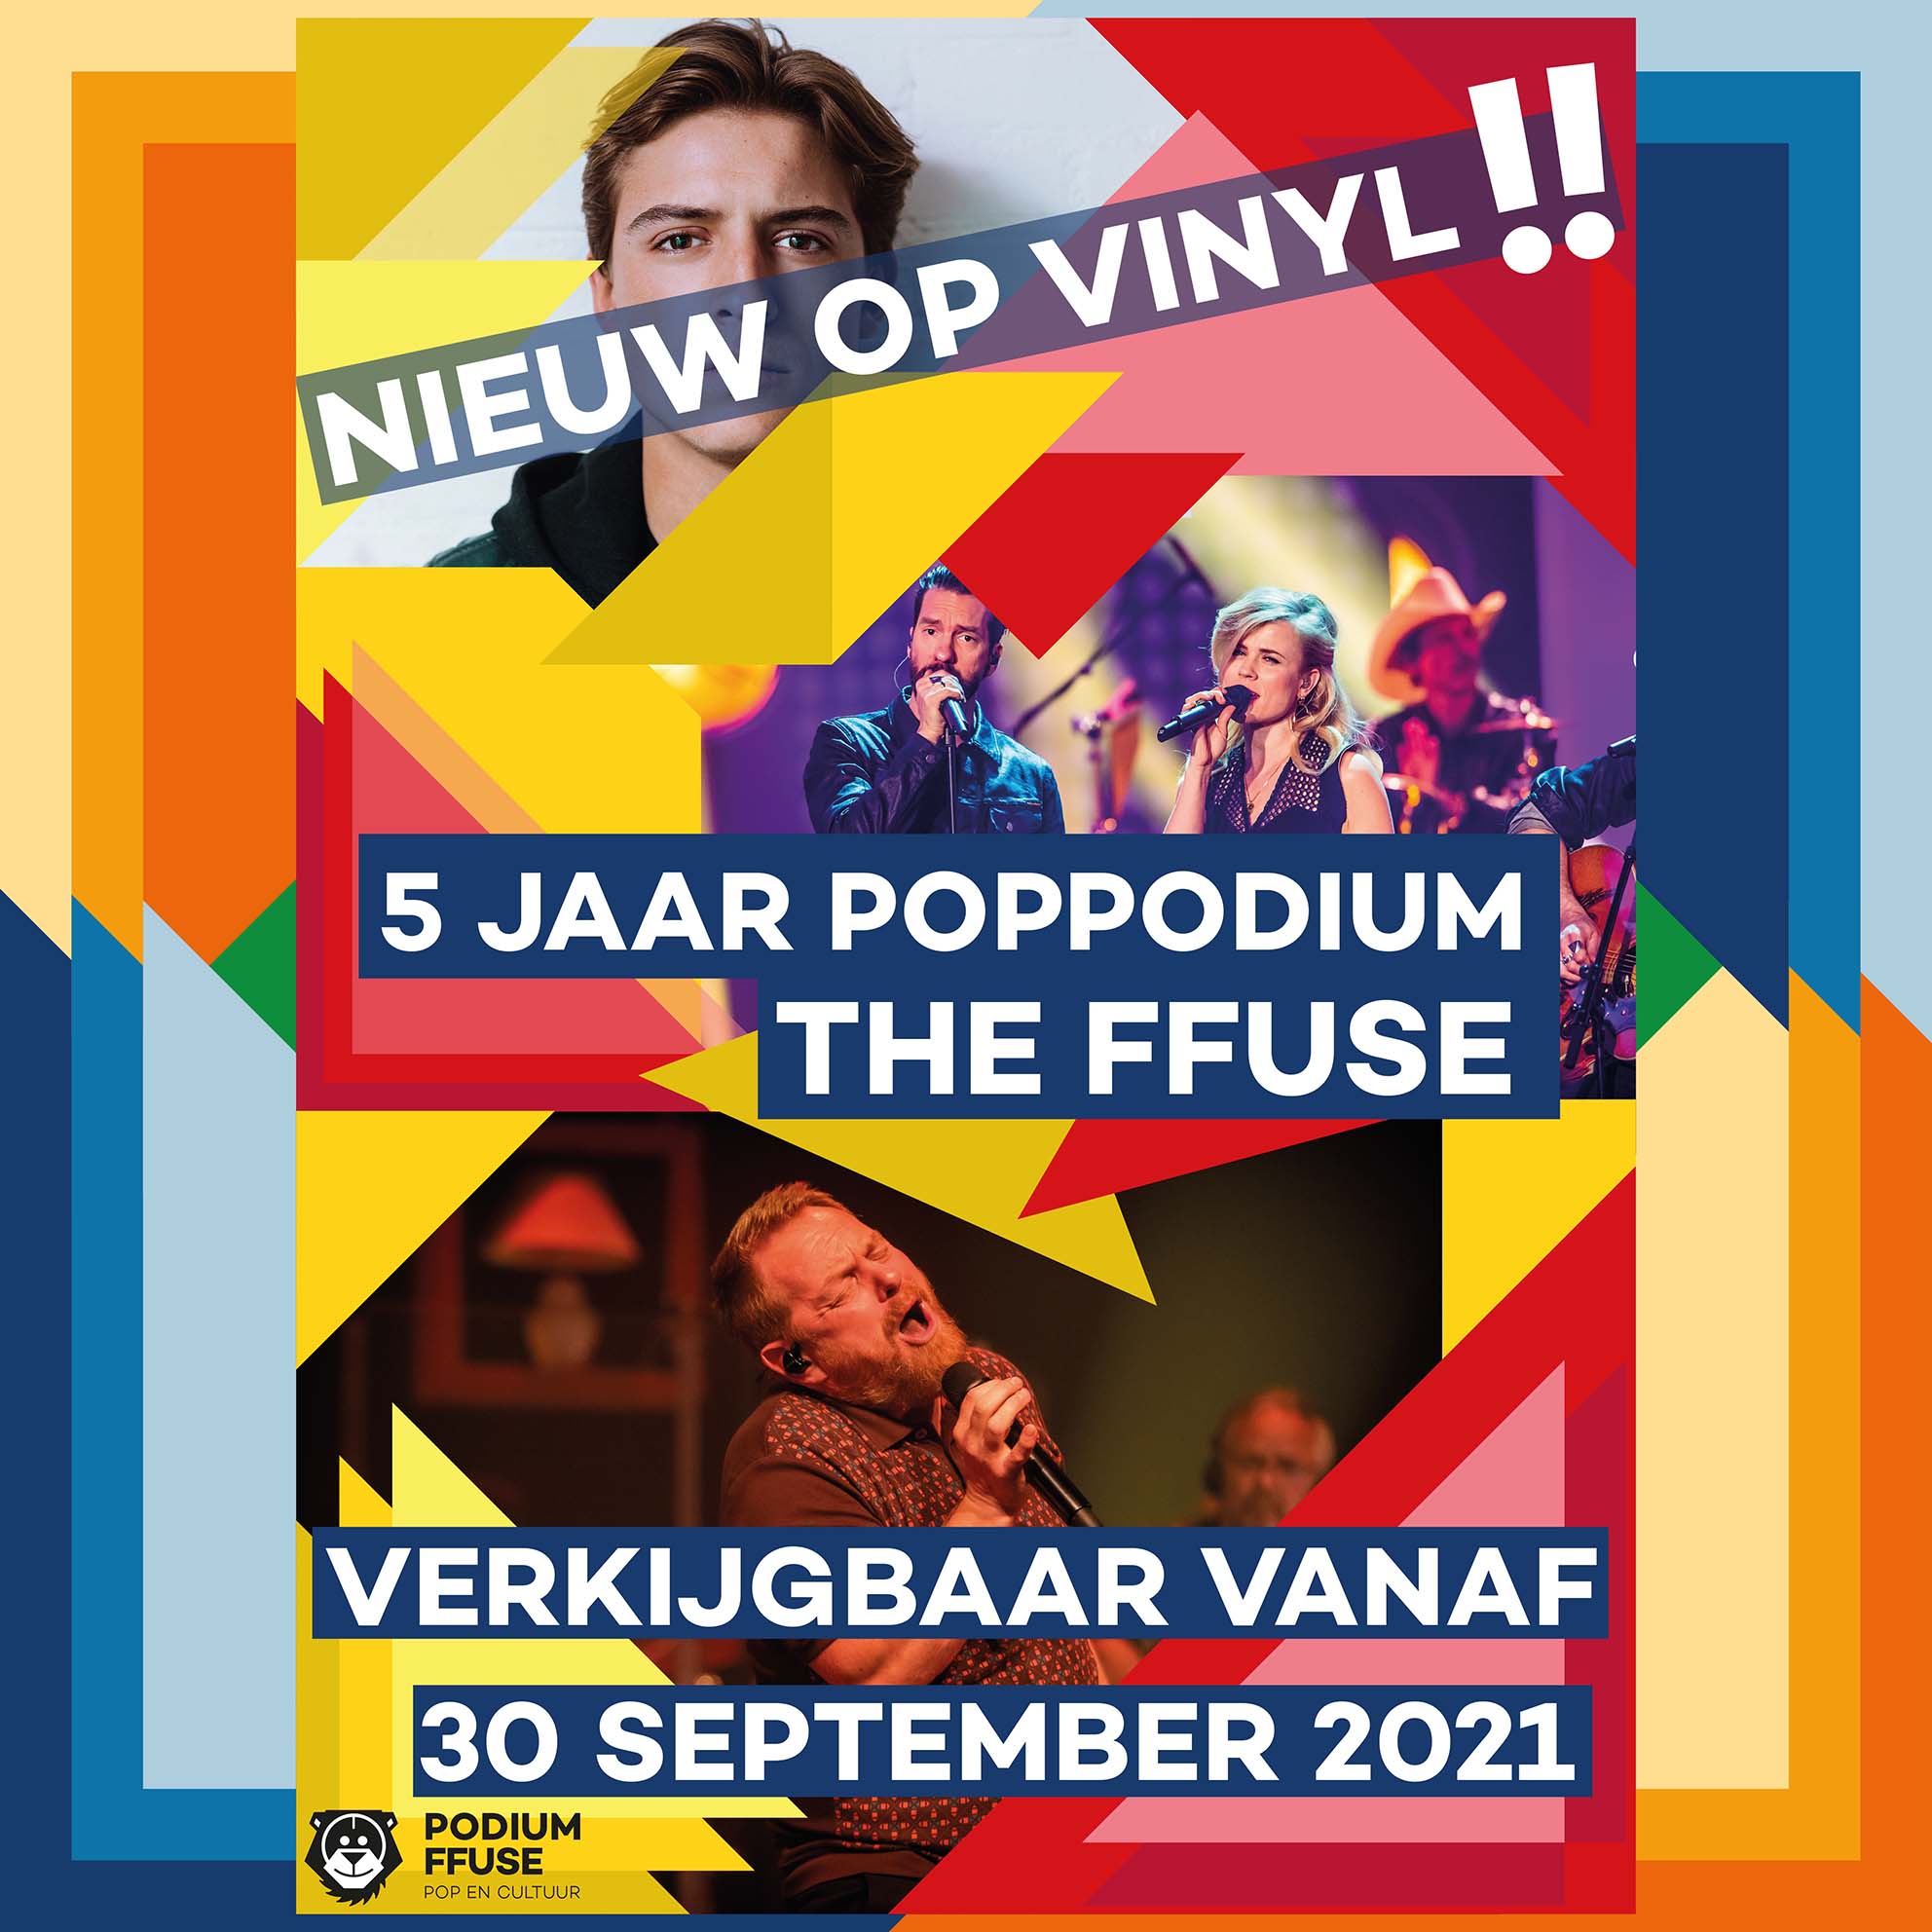 NIEUW OP VINYL!!
5 JAAR POPPODIUM
THE FFUSE
VERKIJGBAAR VANAF
30 SEPTEMBER 2021
PODIUM
FFUSE
POP EN CULTUUR